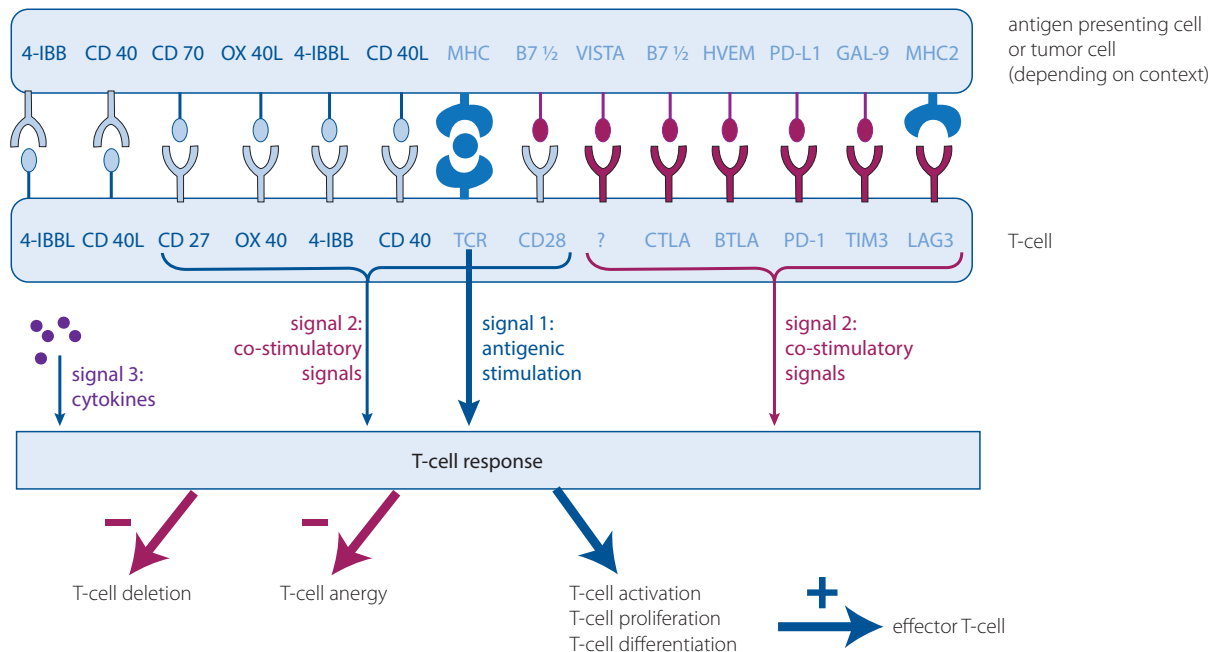 4-IBB CD 40 CD 70 OX 40L 4-IBBL CD 40L MHC B7 ½ VISTA B7 ½ HVEM PD-L1 GAL-9 MHC2
antigen presenting cell
or tumor cell
(depending on context)
4-IBBL CD 40L CD 27 OX 40 4-IBB CD 40 TCR CD28 ? CTLA BTLA PD-1 TIM3 LAG3
T-cell
signal 3:
cytokines
signal 2:
co-stimulatory
signals
signal 1:
antigenic
stimulation
signal 2:
co-stimulatory
signals
T-cell response
–
–
T-cell deletion
T-cell anergy
T-cell activation
T-cell proliferation
T-cell differentiation
+
effector T-cell